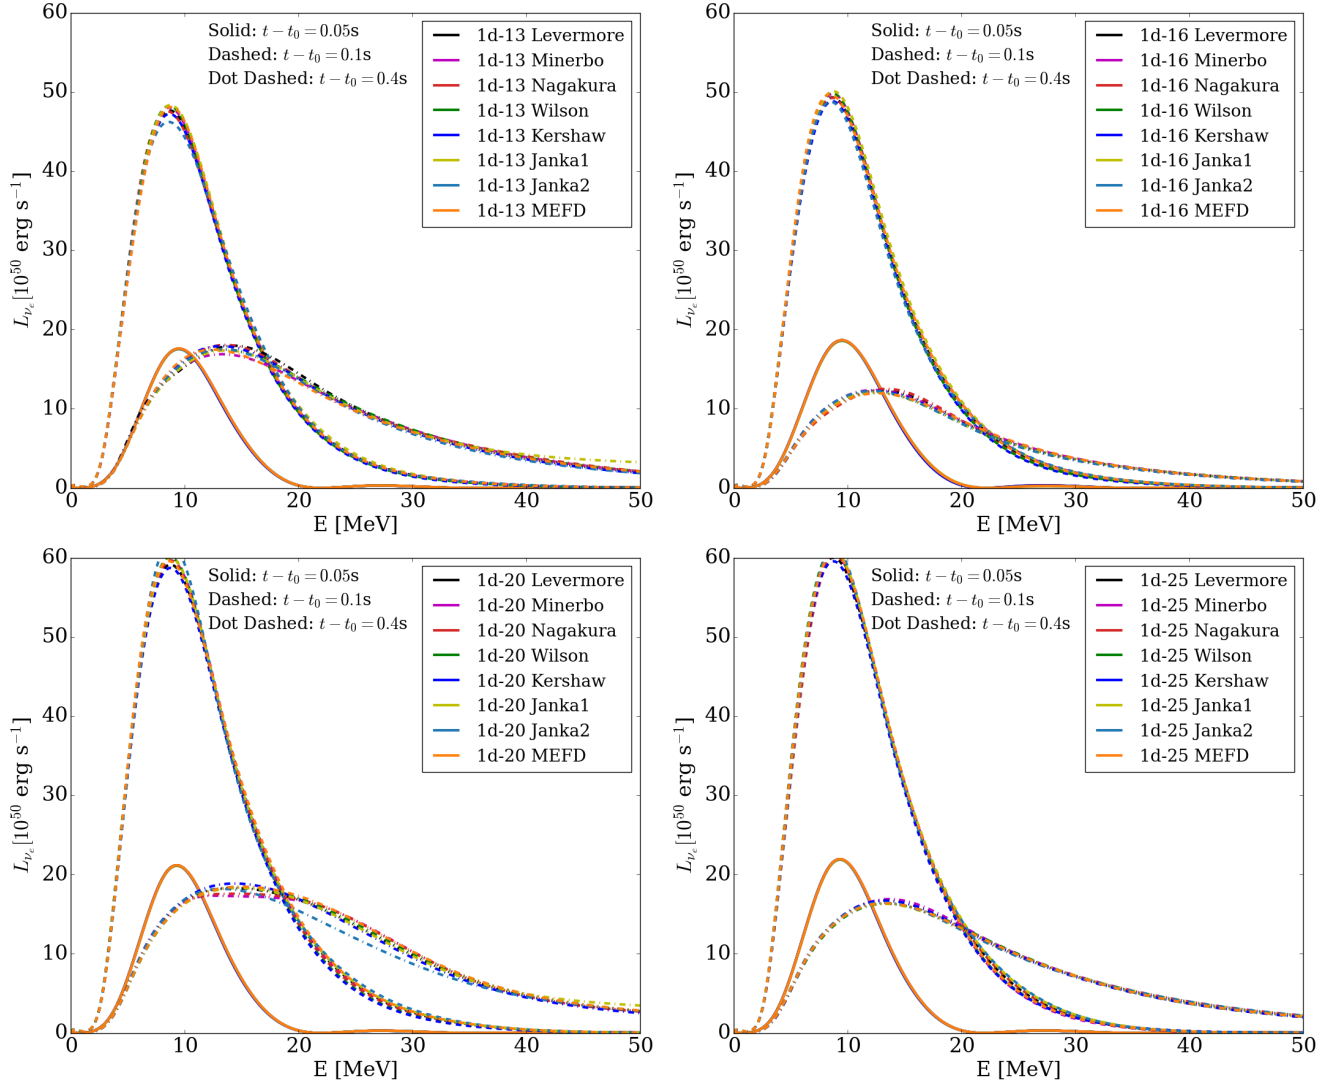 60
50
40
30
20
10
0
0 10 20 30 40 50
E [MeV]
L_{ν_e} [10^{50} erg s^{−1}]
Solid: t − t_0 = 0.05s
Dashed: t − t_0 = 0.1s
Dot Dashed: t − t_0 = 0.4s
1d-13 Levermore
1d-13 Minerbo
1d-13 Nagakura
1d-13 Wilson
1d-13 Kershaw
1d-13 Janka1
1d-13 Janka2
1d-13 MEFD
60
50
40
30
20
10
0
0 10 20 30 40 50
E [MeV]
L_{ν_e} [10^{50} erg s^{−1}]
Solid: t − t_0 = 0.05s
Dashed: t − t_0 = 0.1s
Dot Dashed: t − t_0 = 0.4s
1d-16 Levermore
1d-16 Minerbo
1d-16 Nagakura
1d-16 Wilson
1d-16 Kershaw
1d-16 Janka1
1d-16 Janka2
1d-16 MEFD
60
50
40
30
20
10
0
0 10 20 30 40 50
E [MeV]
L_{ν_e} [10^{50} erg s^{−1}]
Solid: t − t_0 = 0.05s
Dashed: t − t_0 = 0.1s
Dot Dashed: t − t_0 = 0.4s
1d-20 Levermore
1d-20 Minerbo
1d-20 Nagakura
1d-20 Wilson
1d-20 Kershaw
1d-20 Janka1
1d-20 Janka2
1d-20 MEFD
60
50
40
30
20
10
0
0 10 20 30 40 50
E [MeV]
L_{ν_e} [10^{50} erg s^{−1}]
Solid: t − t_0 = 0.05s
Dashed: t − t_0 = 0.1s
Dot Dashed: t − t_0 = 0.4s
1d-25 Levermore
1d-25 Minerbo
1d-25 Nagakura
1d-25 Wilson
1d-25 Kershaw
1d-25 Janka1
1d-25 Janka2
1d-25 MEFD